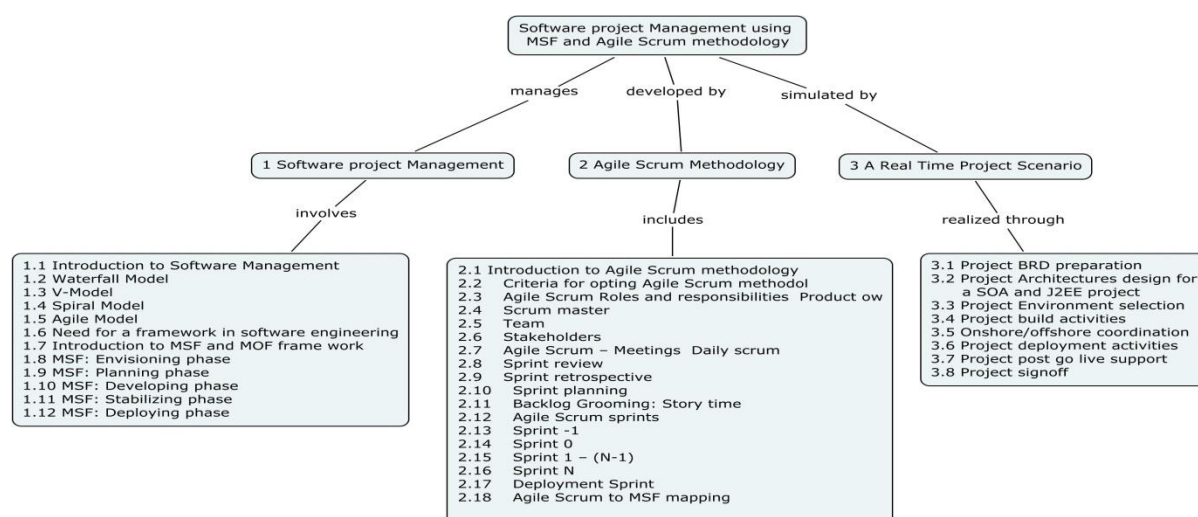 Software project Management using
MSF and Agile Scrum methodology
manages
developed by
simulated by
1 Software project Management
2 Agile Scrum Methodology
3 A Real Time Project Scenario
involves
includes
realized through
1.1 Introduction to Software Management
1.2 Waterfall Model
1.3 V-Model
1.4 Spiral Model
1.5 Agile Model
1.6 Need for a framework in software engineering
1.7 Introduction to MSF and MOF frame work
1.8 MSF: Envisioning phase
1.9 MSF: Planning phase
1.10 MSF: Developing phase
1.11 MSF: Stabilizing phase
1.12 MSF: Deploying phase
2.1 Introduction to Agile Scrum methodology
2.2 Criteria for opting Agile Scrum methodol
2.3 Agile Scrum Roles and responsibilities Product ow
2.4 Scrum master
2.5 Team
2.6 Stakeholders
2.7 Agile Scrum – Meetings Daily scrum
2.8 Sprint review
2.9 Sprint retrospective
2.10 Sprint planning
2.11 Backlog Grooming: Story time
2.12 Agile Scrum sprints
2.13 Sprint -1
2.14 Sprint 0
2.15 Sprint 1 – (N-1)
2.16 Sprint N
2.17 Deployment Sprint
2.18 Agile Scrum to MSF mapping
3.1 Project BRD preparation
3.2 Project Architectures design for
a SOA and J2EE project
3.3 Project Environment selection
3.4 Project build activities
3.5 Onshore/offshore coordination
3.6 Project deployment activities
3.7 Project post go live support
3.8 Project signoff